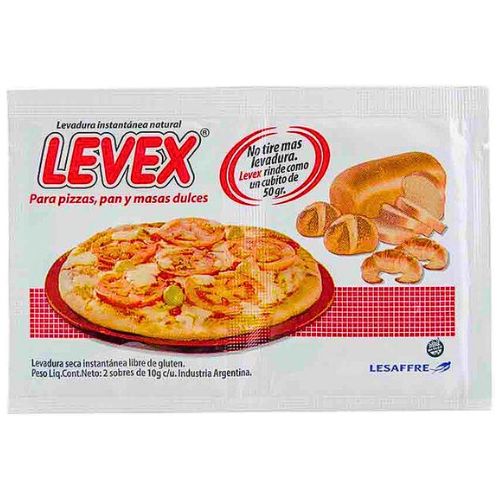 Levadura instantánea natural
LEVEX®
Para pizzas, pan y masas dulces
No tire mas
levadura.
Levex rinde como
un cubito de
50 gr.
Levadura seca instantánea libre de gluten.
Peso Liq.Cont.Neto: 2 sobres de 10g c/u. Industria Argentina.
LESAFFRE